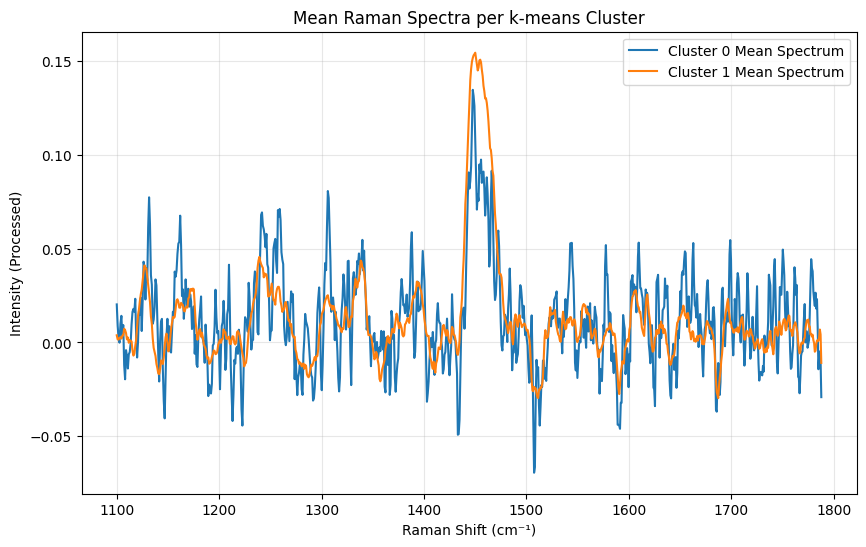 Mean Raman Spectra per k-means Cluster
Cluster 0 Mean Spectrum
Cluster 1 Mean Spectrum
Intensity (Processed)
0.15
0.10
0.05
0.00
−0.05
1100 1200 1300 1400 1500 1600 1700 1800
Raman Shift (cm⁻¹)